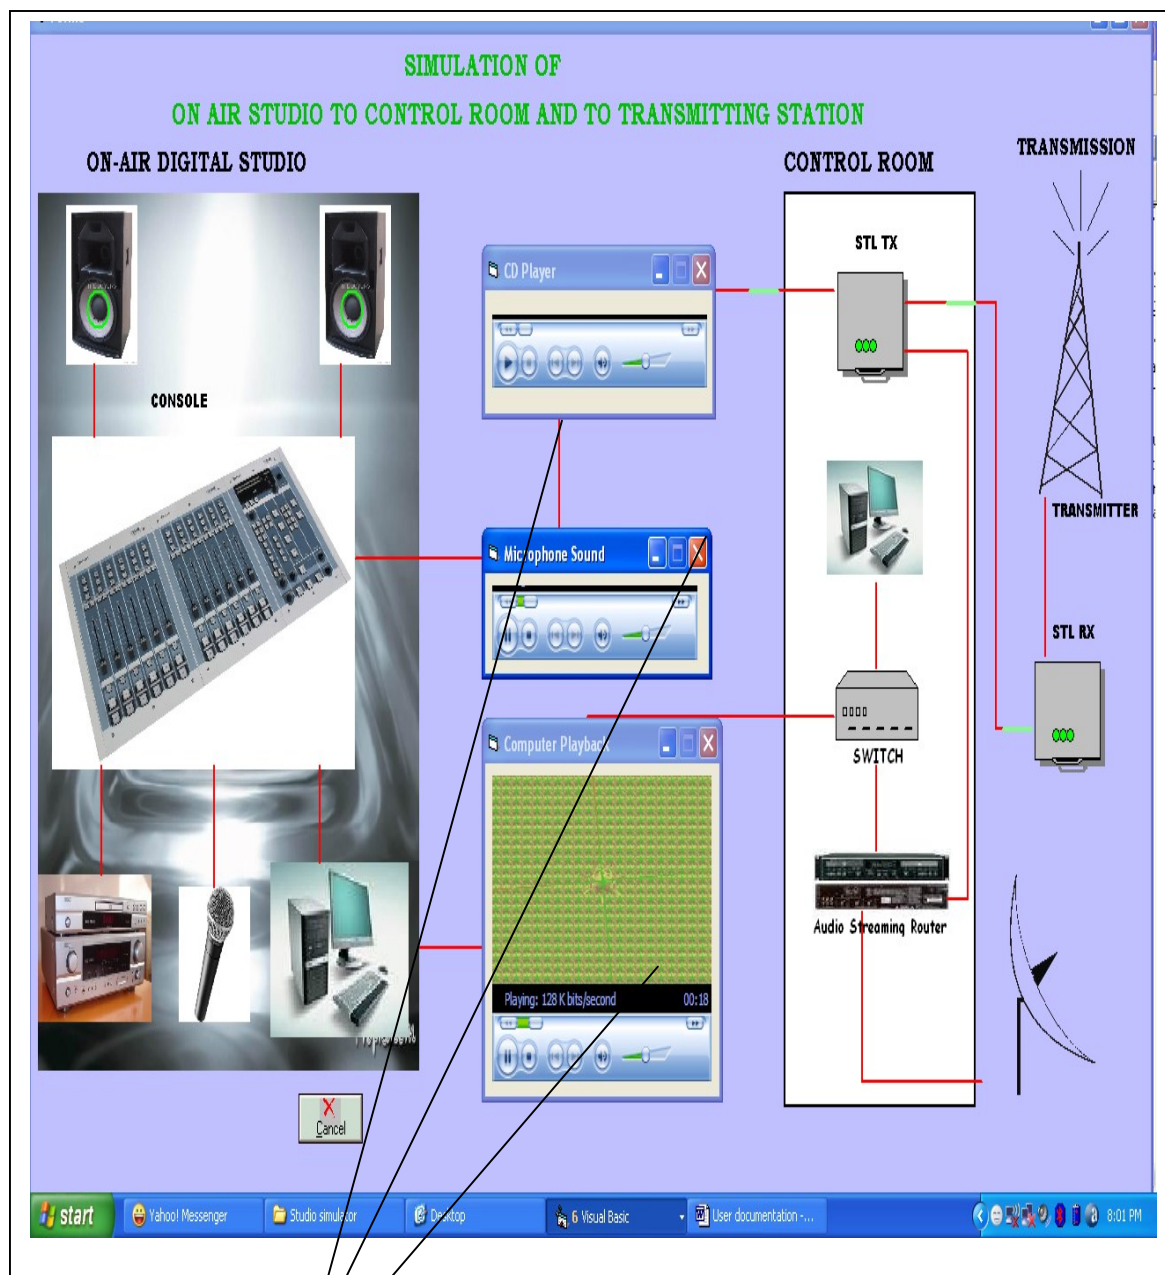 SIMULATION OF
ON AIR STUDIO TO CONTROL ROOM AND TO TRANSMITTING STATION
ON-AIR DIGITAL STUDIO
CONTROL ROOM
TRANSMISSION
CONSOLE
CD Player
STL TX
Microphone Sound
TRANSMITTER
STL RX
Computer Playback
SWITCH
Playing: 128 K bits/second 00:18
Audio Streaming Router
Cancel
start
Yahoo! Messenger
Studio simulator
Desktop
6 Visual Basic
User documentation -...
8:01 PM